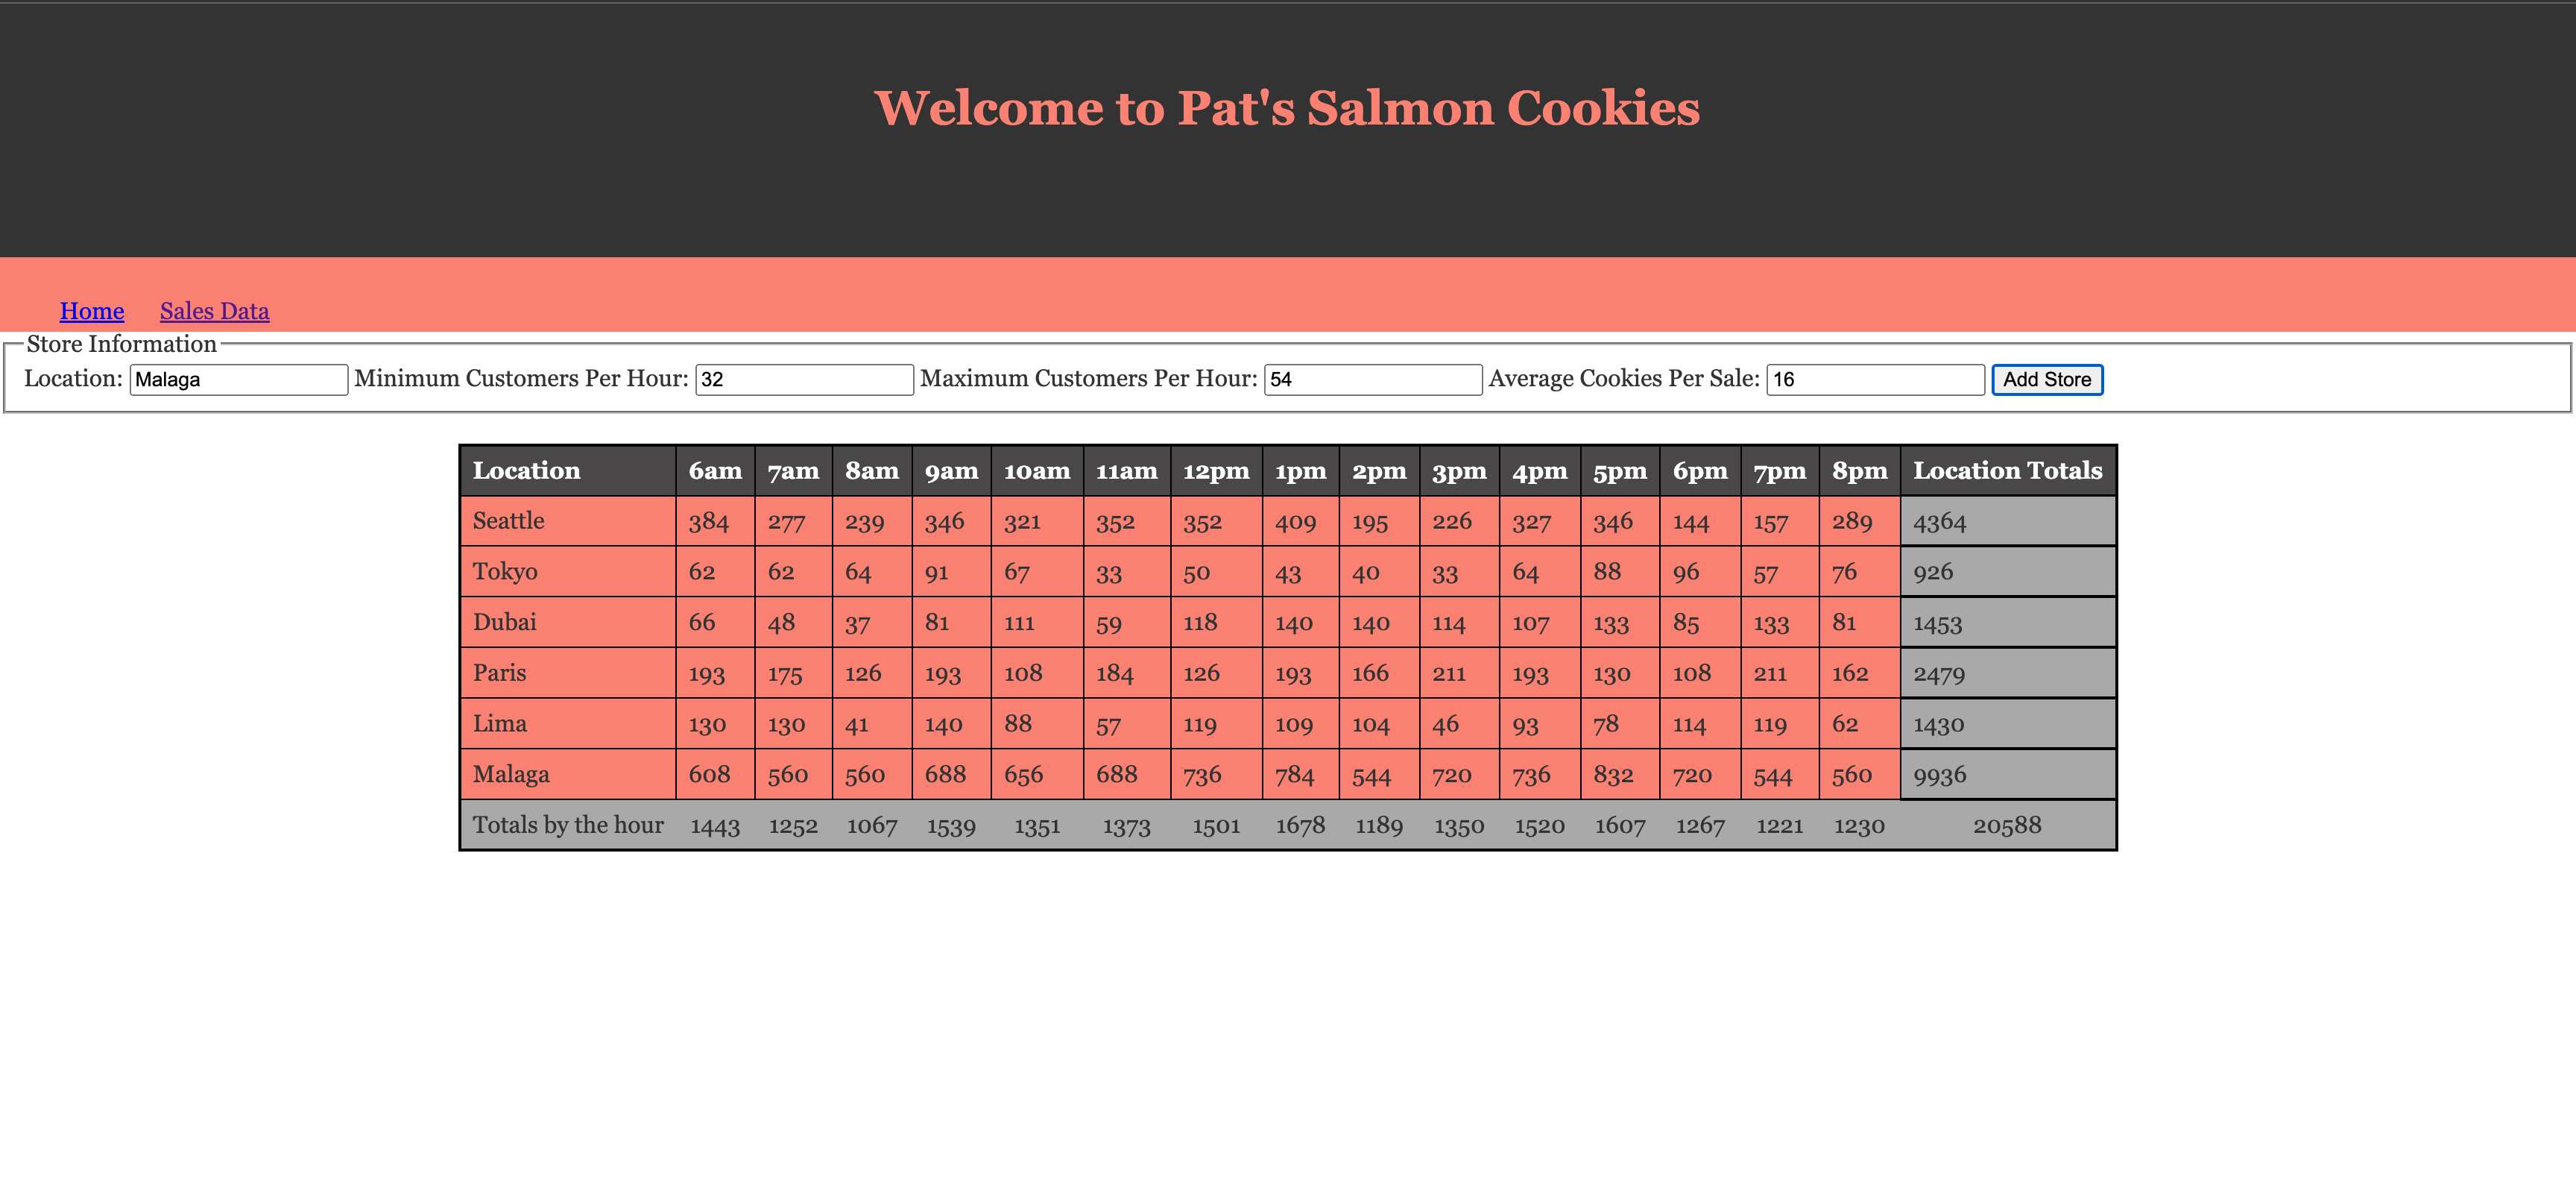 Welcome to Pat's Salmon Cookies
Home Sales Data
Store Information
Location: Malaga Minimum Customers Per Hour: 32 Maximum Customers Per Hour: 54 Average Cookies Per Sale: 16 Add Store
Location 6am 7am 8am 9am 10am 11am 12pm 1pm 2pm 3pm 4pm 5pm 6pm 7pm 8pm Location Totals
Seattle 384 277 239 346 321 352 352 409 195 226 327 346 144 157 289 4364
Tokyo 62 62 64 91 67 33 50 43 40 33 64 88 96 57 76 926
Dubai 66 48 37 81 111 59 118 140 140 114 107 133 85 133 81 1453
Paris 193 175 126 193 108 184 126 193 166 211 193 130 108 211 162 2479
Lima 130 130 41 140 88 57 119 109 104 46 93 78 114 119 62 1430
Malaga 608 560 560 688 656 688 736 784 544 720 736 832 720 544 560 9936
Totals by the hour 1443 1252 1067 1539 1351 1373 1501 1678 1189 1350 1520 1607 1267 1221 1230 20588